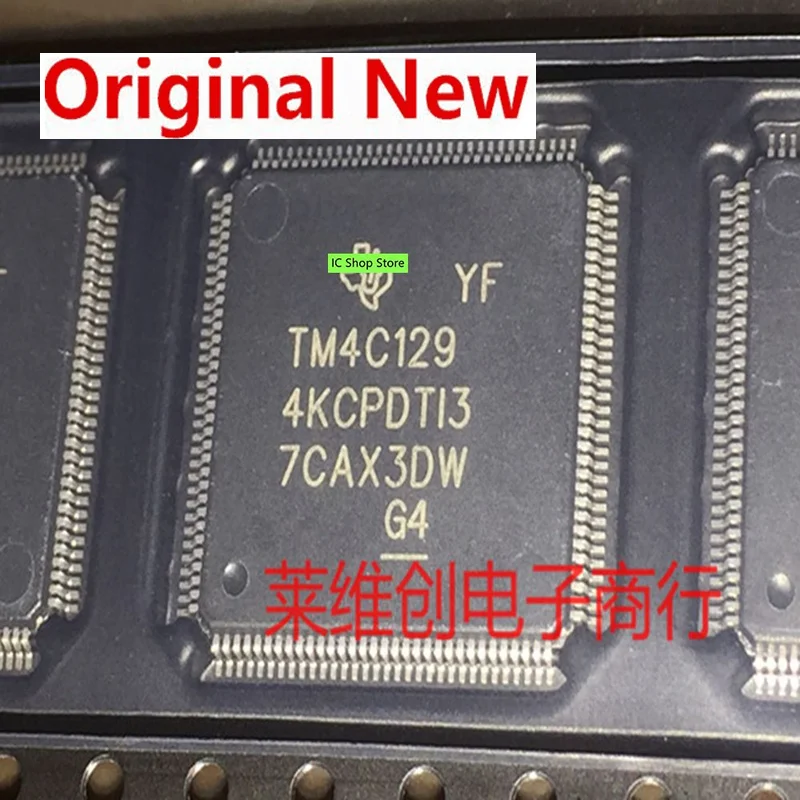 Original New
IC Shop Store
YF
TM4C129
4KCPDTI3
7CAX3DW
G4
莱维创电子商行